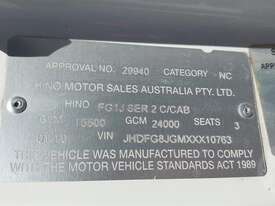 APPROVAL No. 29940 CATEGORY NC
HINO MOTOR SALES AUSTRALIA PTY. LTD.
HINO FG1J SER 2 C/CAB
GVM 15500 GCM 24000 SEATS 3
VIN JHDFG8JGMXXX10763
THIS VEHICLE WAS MANUFACTURED TO COMPLY
WITH THE MOTOR VEHICLE STANDARDS ACT 1989